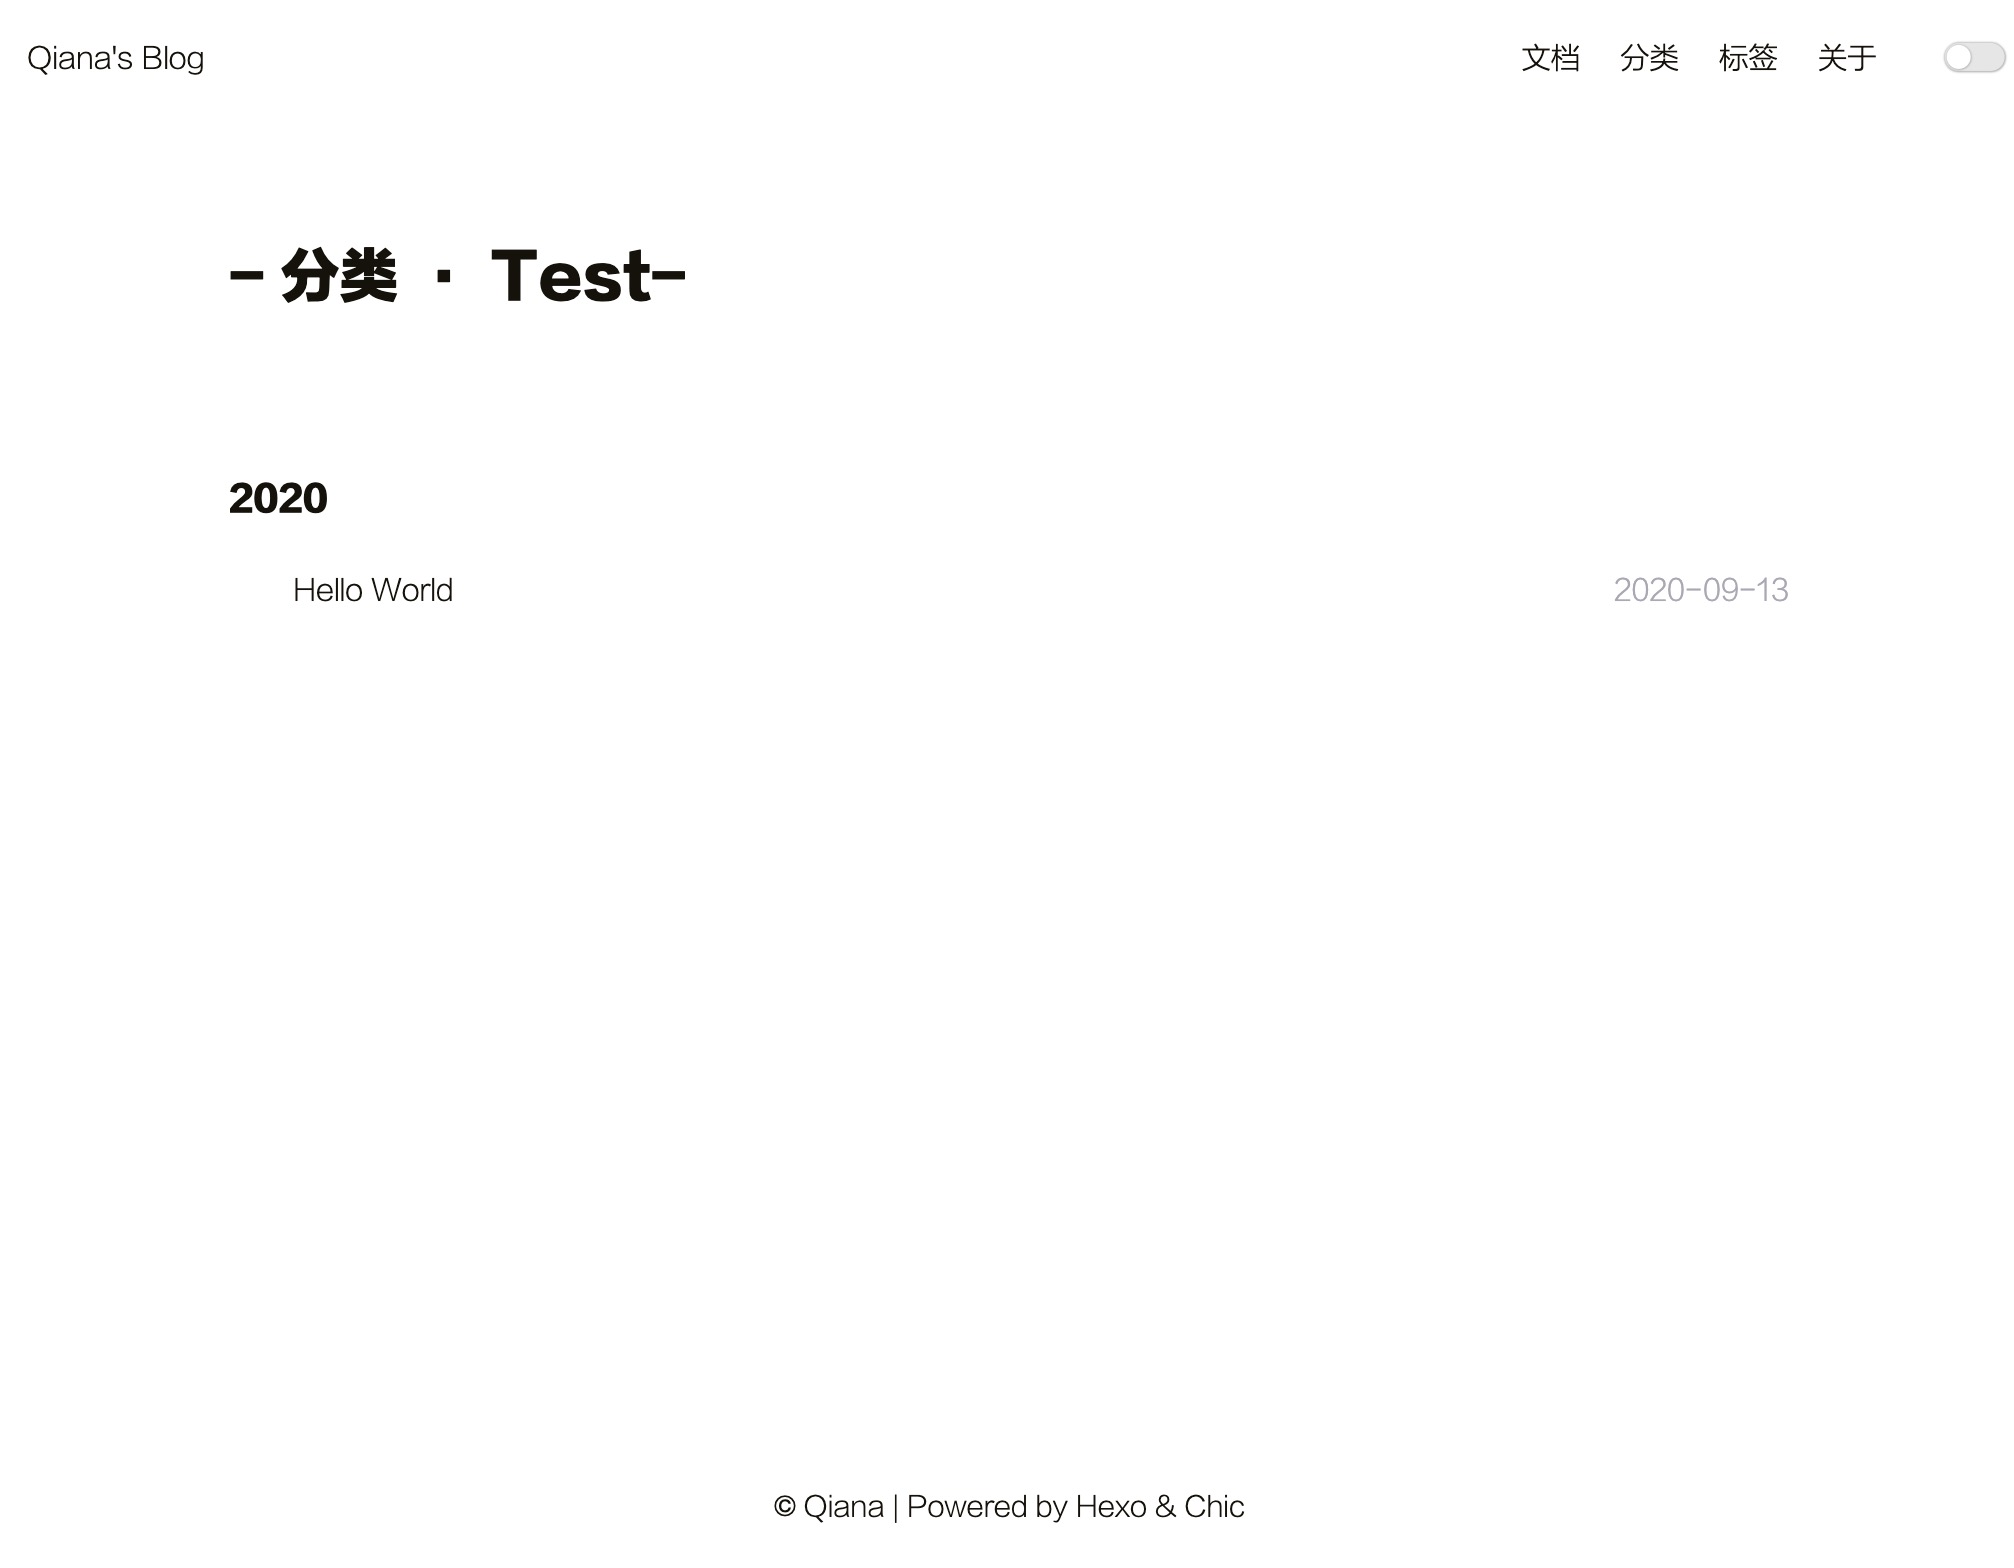 Qiana's Blog 文档 分类 标签 关于
- 分类 · Test-
2020
Hello World 2020-09-13
© Qiana | Powered by Hexo & Chic